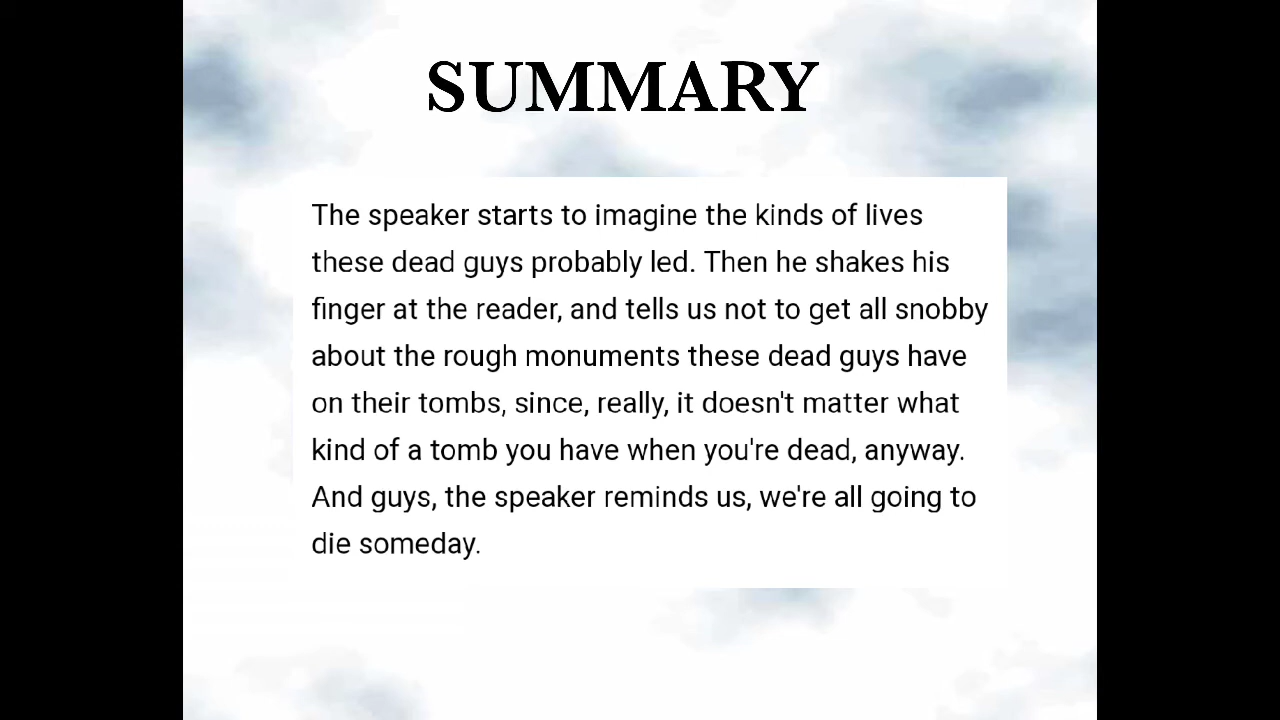 SUMMARY
The speaker starts to imagine the kinds of lives
these dead guys probably led. Then he shakes his
finger at the reader, and tells us not to get all snobby
about the rough monuments these dead guys have
on their tombs, since, really, it doesn't matter what
kind of a tomb you have when you're dead, anyway.
And guys, the speaker reminds us, we're all going to
die someday.